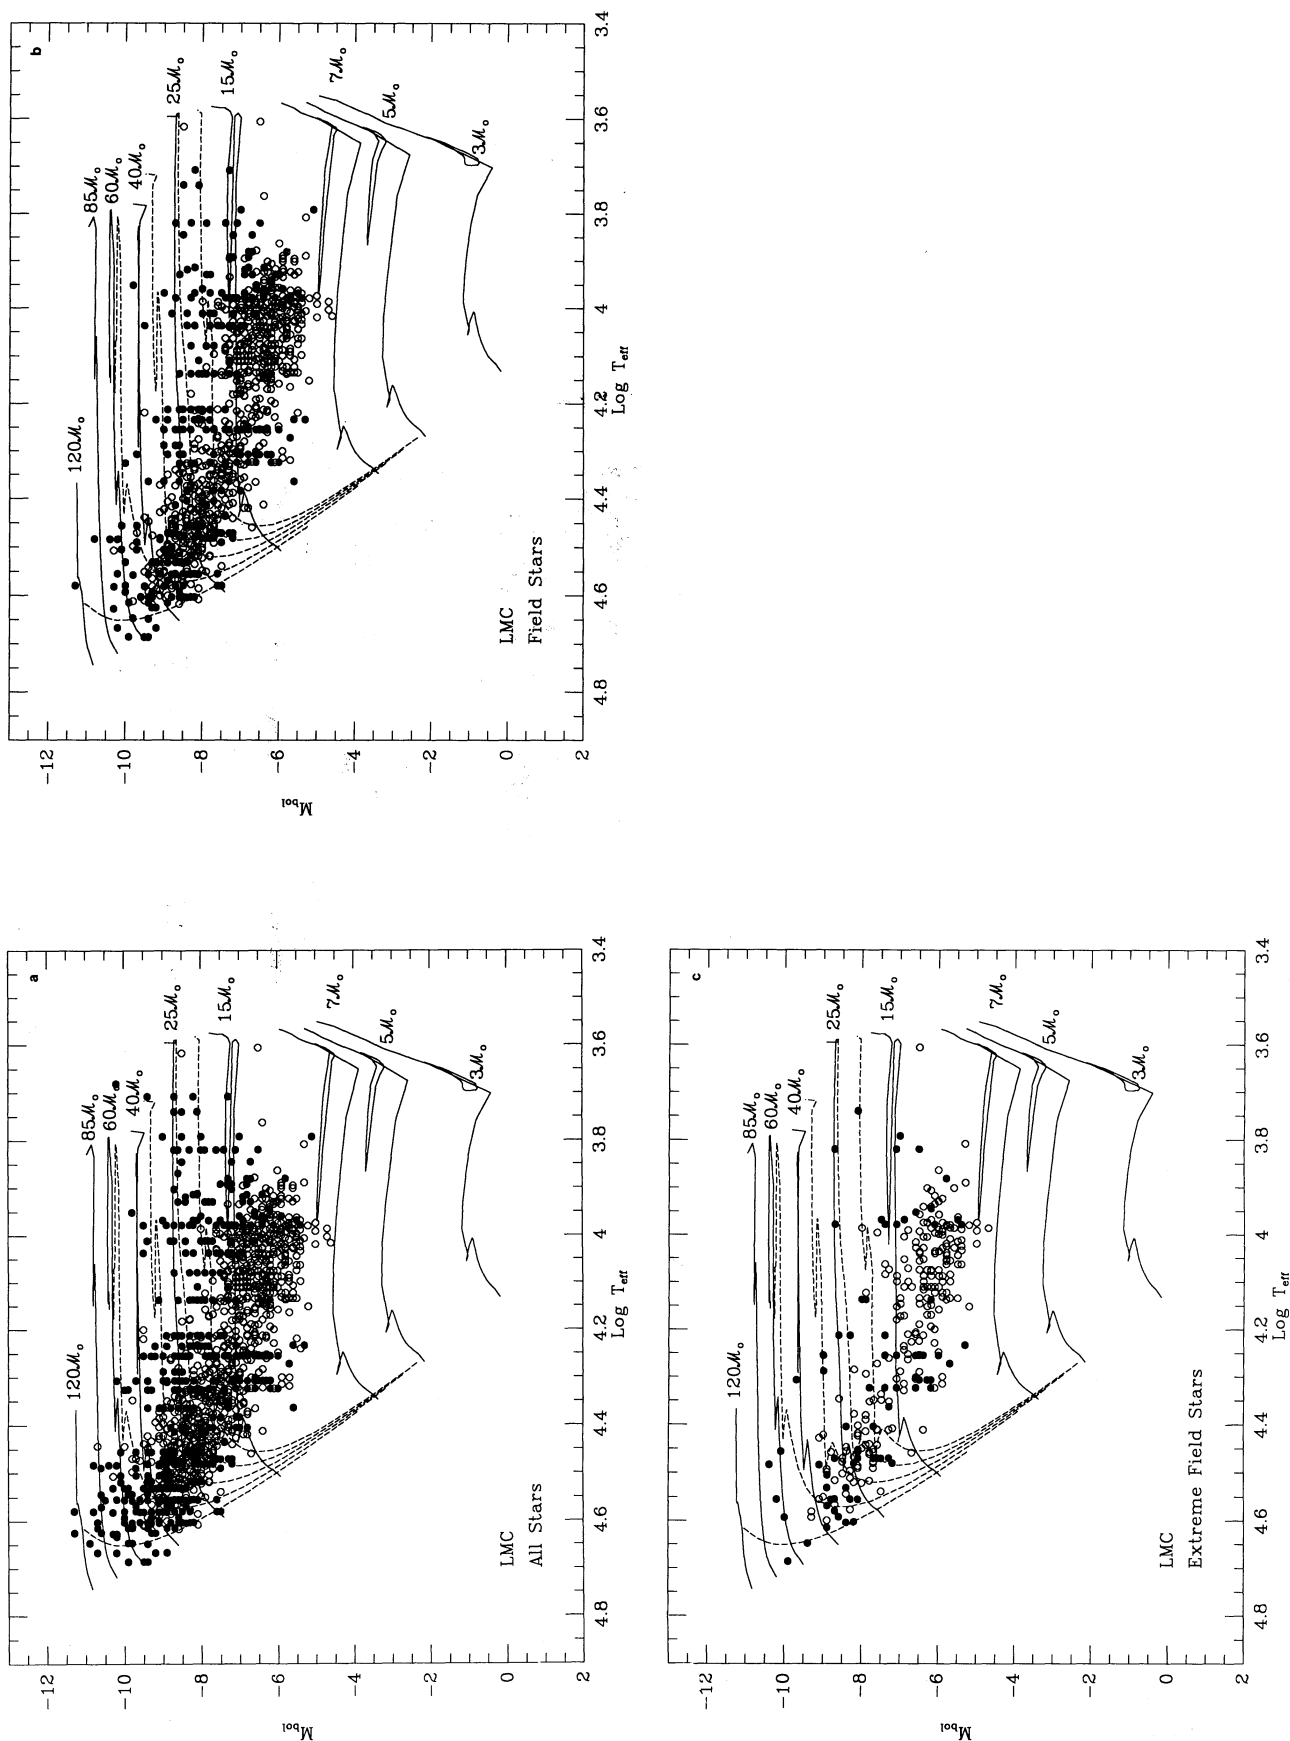 b
120ℳ☉
85ℳ☉
60ℳ☉
40ℳ☉
25ℳ☉
15ℳ☉
7ℳ☉
5ℳ☉
3ℳ☉
LMC
Field Stars
−12
−10
−8
−6
−4
−2
0
2
Mbol
4.8
4.6
4.4
4.2
4
3.8
3.6
3.4
Log Teff
a
120ℳ☉
85ℳ☉
60ℳ☉
40ℳ☉
25ℳ☉
15ℳ☉
7ℳ☉
5ℳ☉
3ℳ☉
LMC
All Stars
−12
−10
−8
−6
−4
−2
0
2
Mbol
4.8
4.6
4.4
4.2
4
3.8
3.6
3.4
Log Teff
c
120ℳ☉
85ℳ☉
60ℳ☉
40ℳ☉
25ℳ☉
15ℳ☉
7ℳ☉
5ℳ☉
3ℳ☉
LMC
Extreme Field Stars
−12
−10
−8
−6
−4
−2
0
2
Mbol
4.8
4.6
4.4
4.2
4
3.8
3.6
3.4
Log Teff